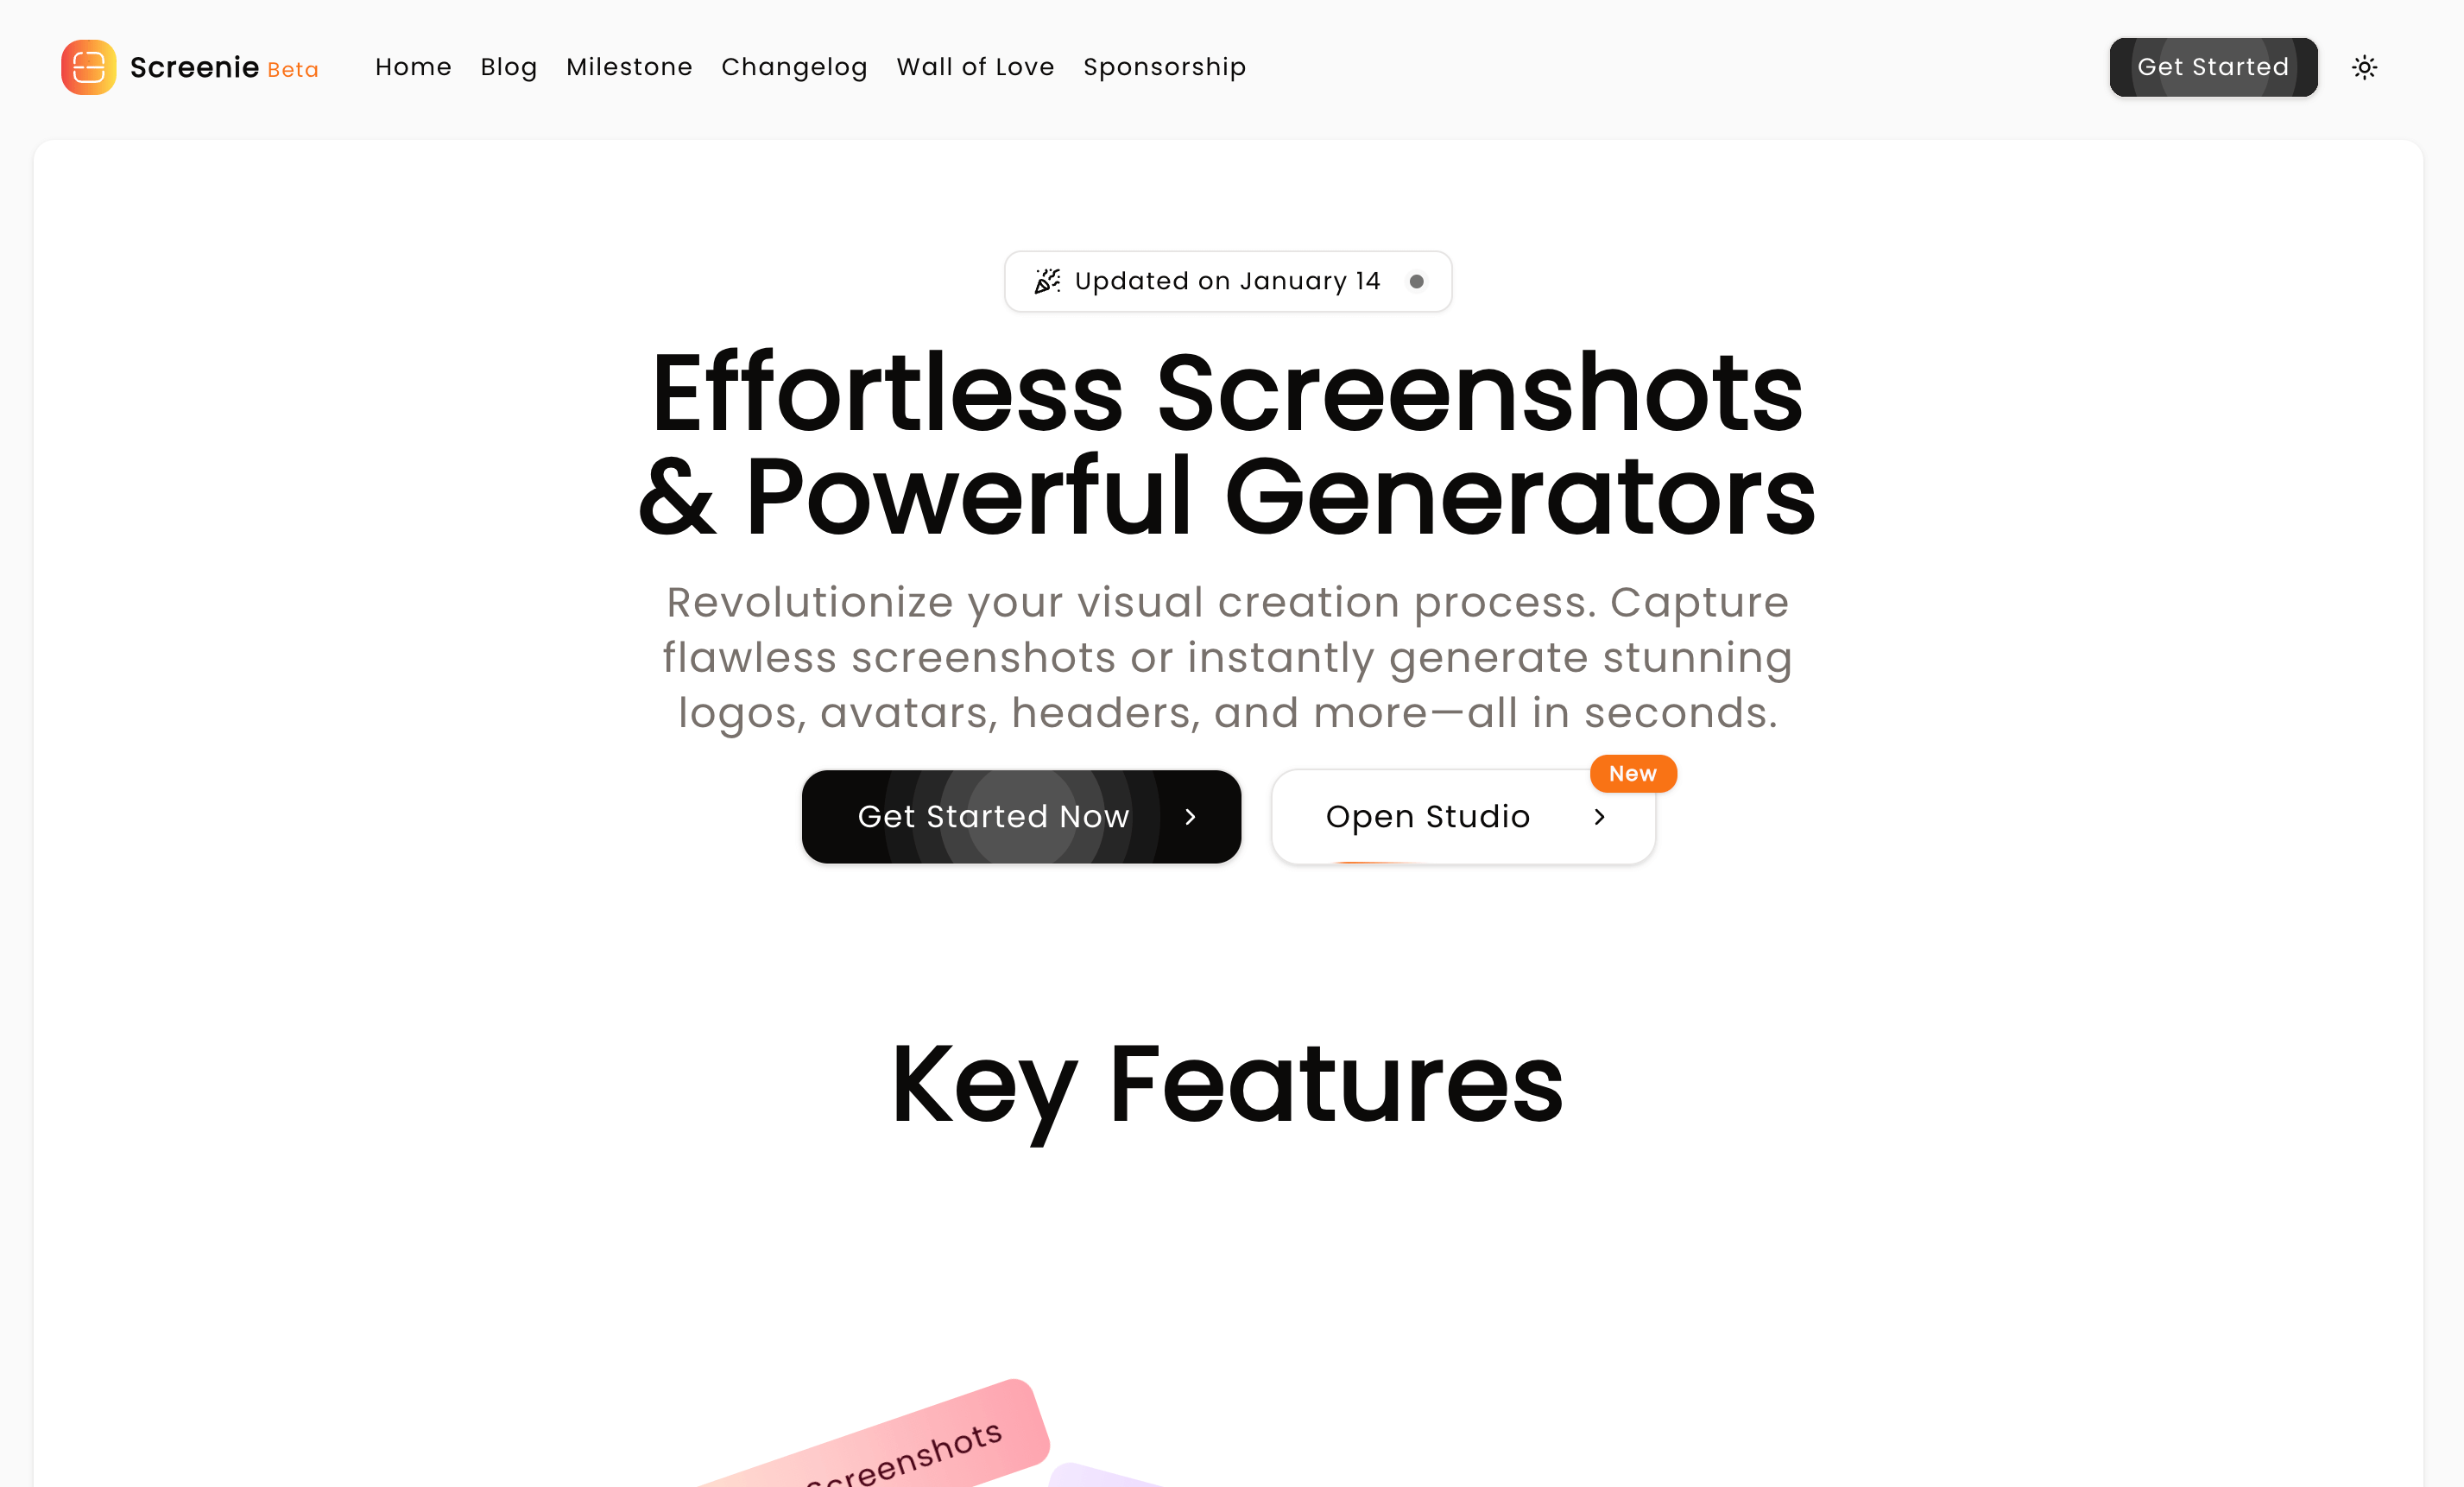 Screenie Beta
Home Blog Milestone Changelog Wall of Love Sponsorship
Get Started
Updated on January 14
Effortless Screenshots
& Powerful Generators
Revolutionize your visual creation process. Capture
flawless screenshots or instantly generate stunning
logos, avatars, headers, and more—all in seconds.
Get Started Now
Open Studio
New
Key Features
Screenshots